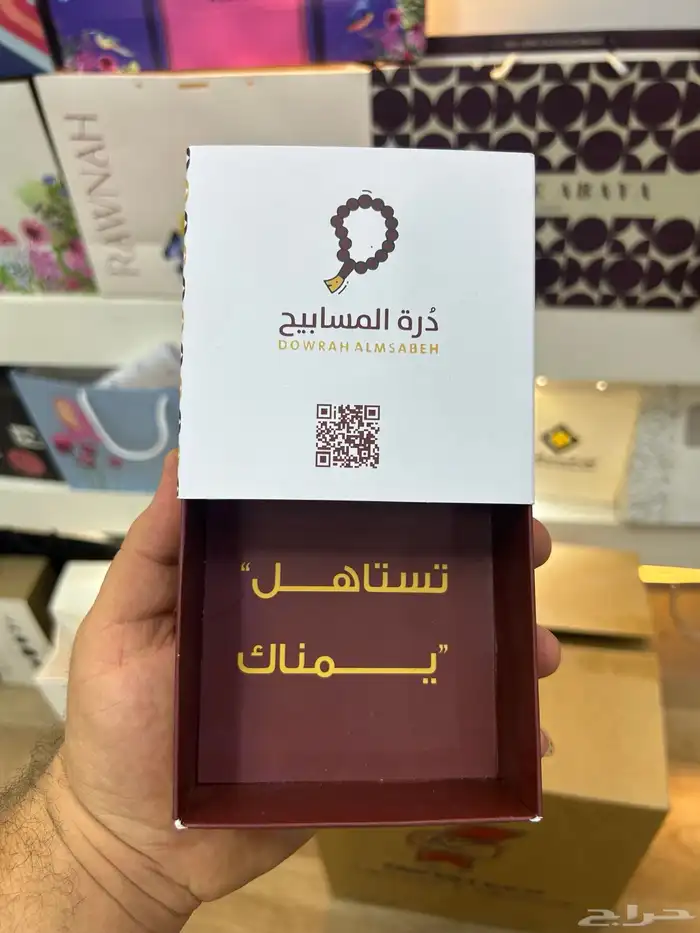 RAWNAH
ABAYA
دُرة المسابيح
DOWRAH ALMSABEH
تستاهل“
”يمناك
حراج